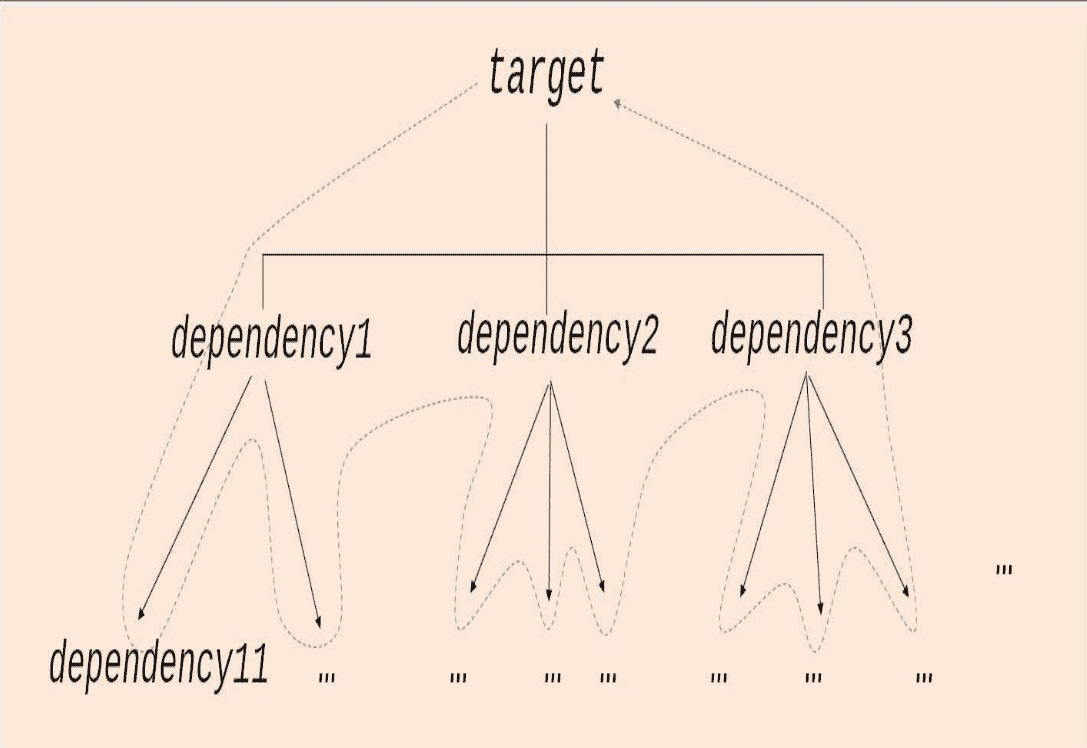 target
dependency1 dependency2 dependency3
...
dependency11 ... ... ... ... ... ... ...